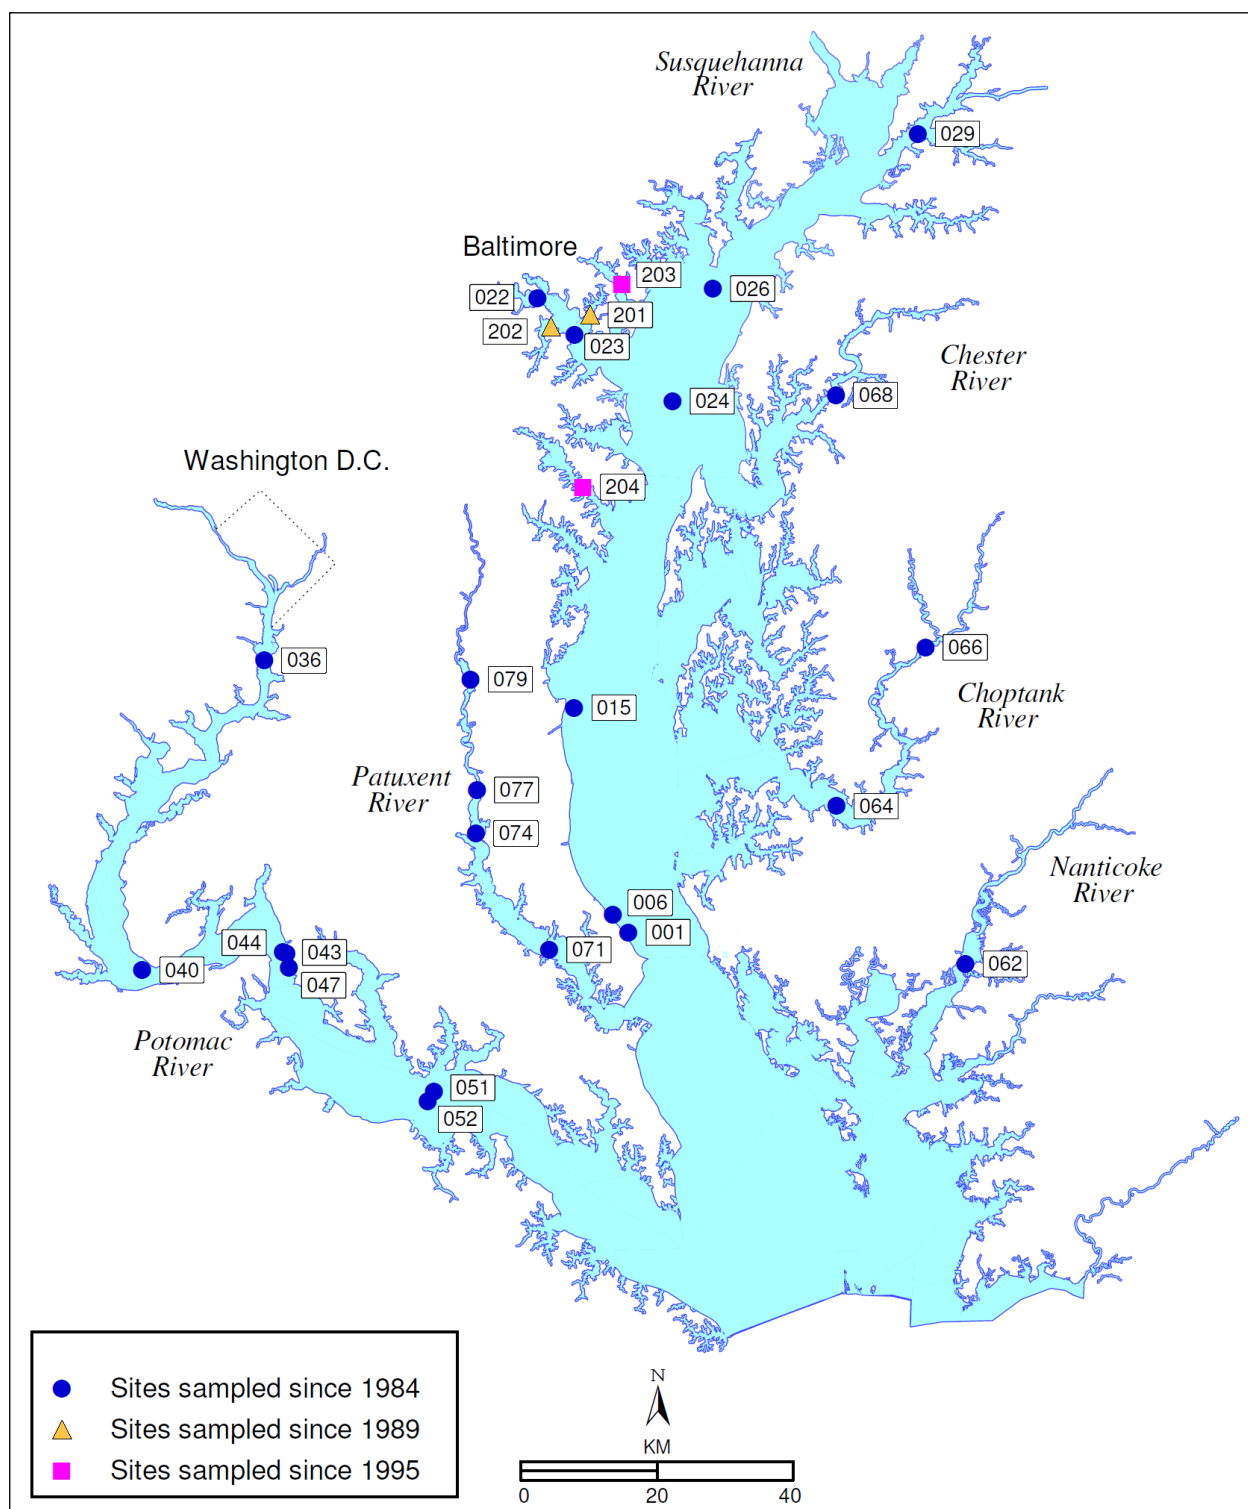 Susquehanna
River
029
Baltimore
203
026
022
201
202
023
Chester
River
068
024
Washington D.C.
204
036
066
079
Choptank
River
015
Patuxent
River
077
064
074
Nanticoke
River
006
001
044
043
071
062
040
047
Potomac
River
051
052
Sites sampled since 1984
Sites sampled since 1989
Sites sampled since 1995
N
KM
0
20
40